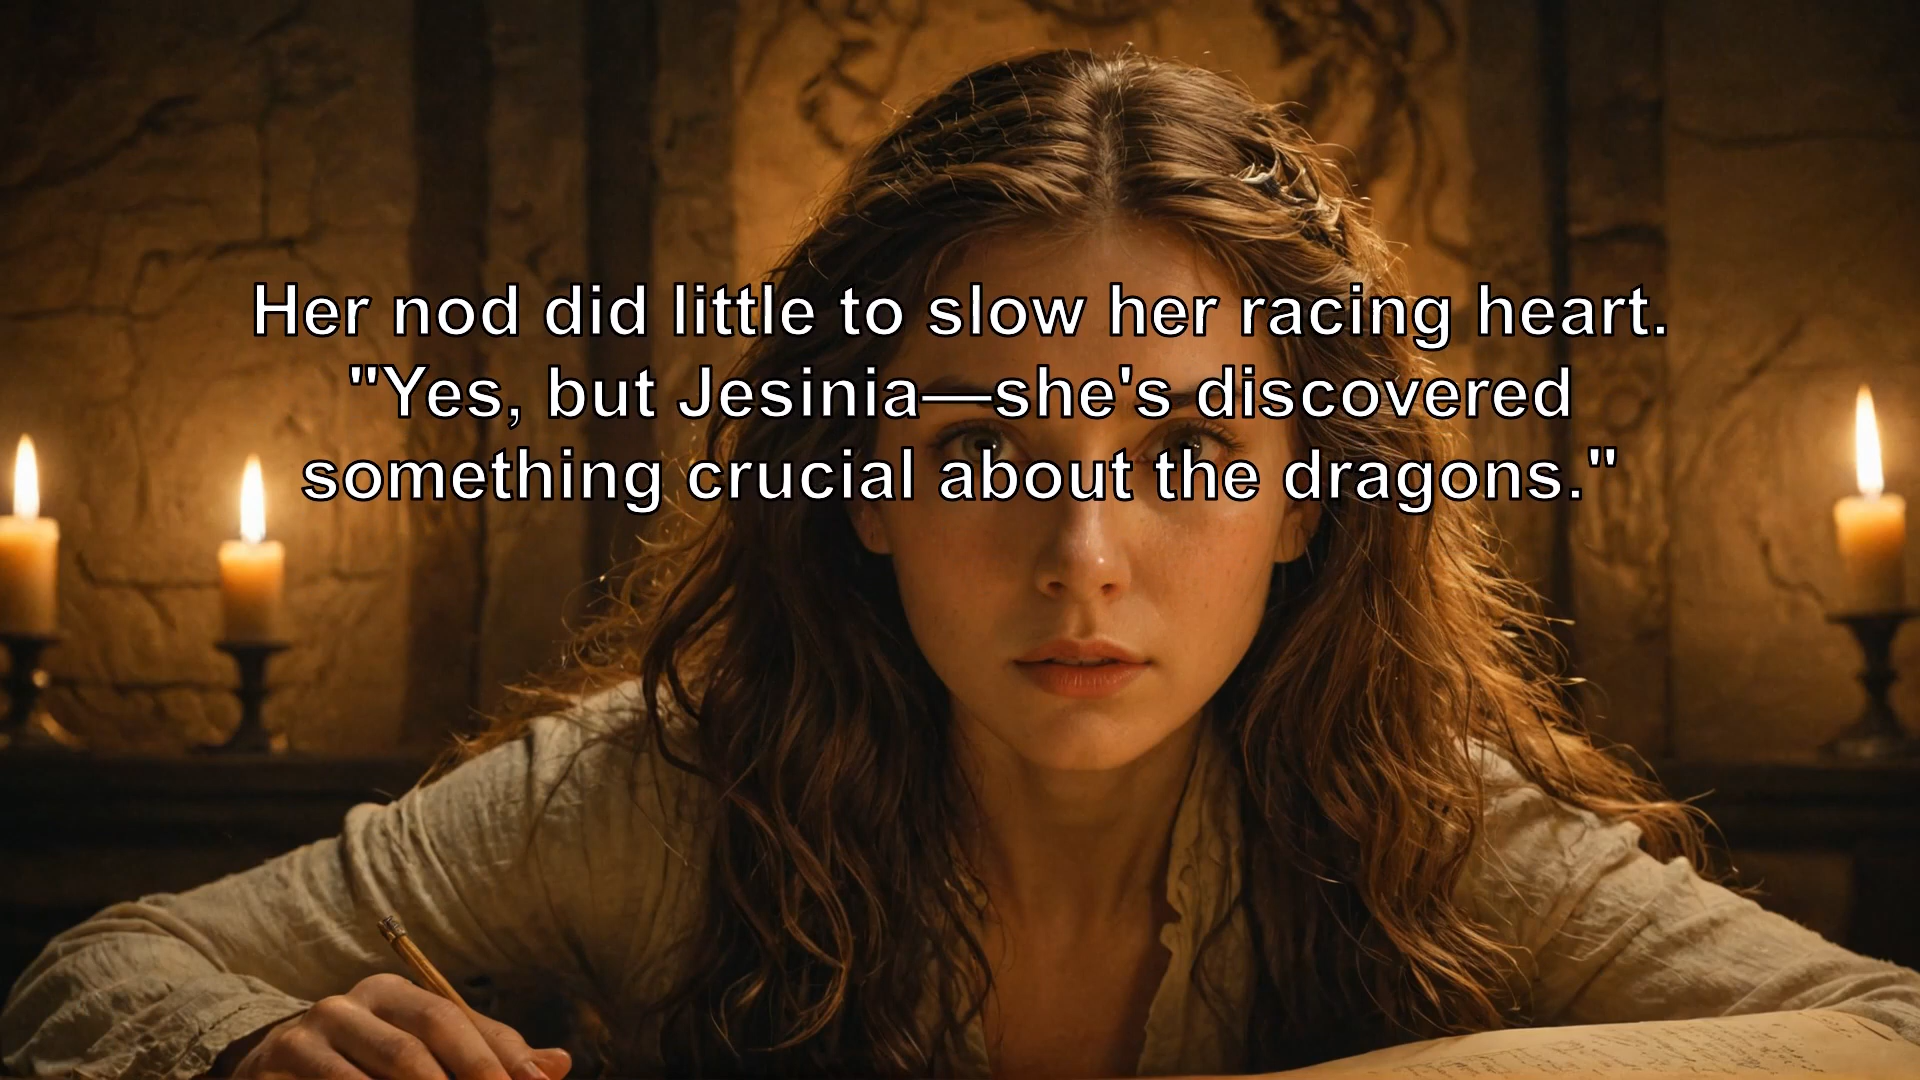 Her nod did little to slow her racing heart.
"Yes, but Jesinia—she's discovered
something crucial about the dragons."